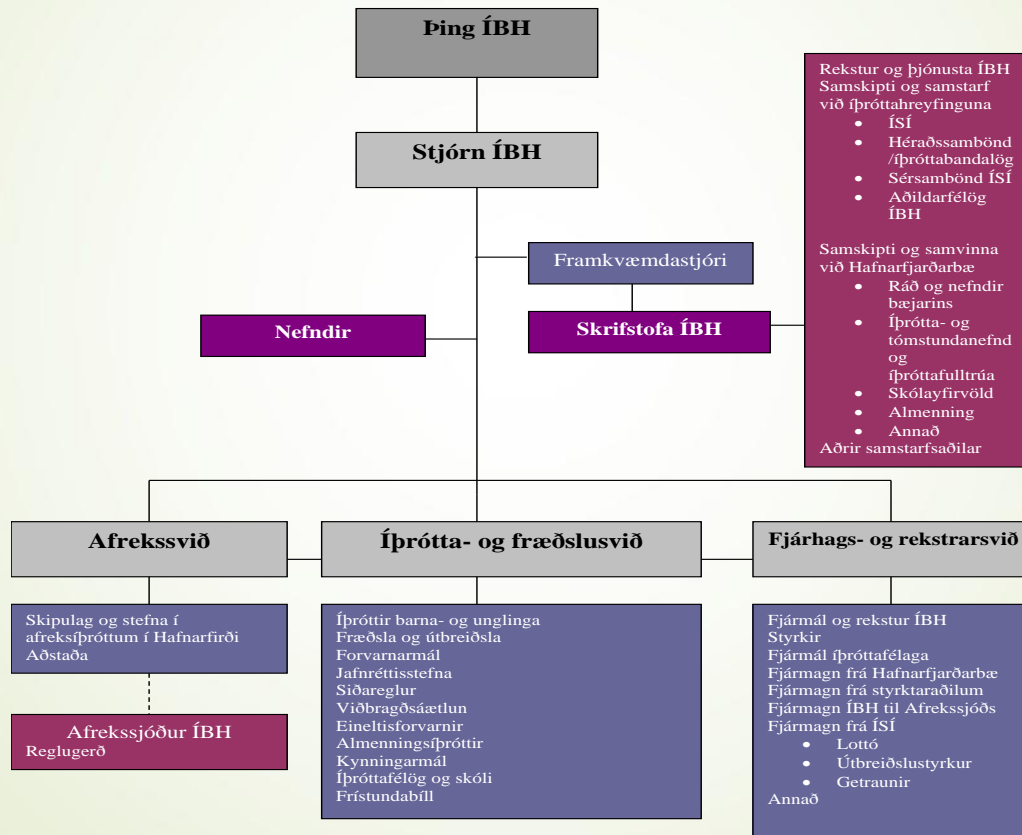 Þing ÍBH
Stjórn ÍBH
Framkvæmdastjóri
Nefndir
Skrifstofa ÍBH
Rekstur og þjónusta ÍBH
Samskipti og samstarf
við íþróttahreyfinguna
• ÍSÍ
• Héraðssambönd
/íþróttabandalög
• Sérsambönd ÍSÍ
• Aðildarfélög
ÍBH
Samskipti og samvinna
við Hafnarfjarðarbæ
• Ráð og nefndir
bæjarins
• Íþrótta- og
tómstundanefnd
og
íþróttafulltrúa
• Skólayfirvöld
• Almenning
• Annað
Aðrir samstarfsaðilar
Afrekssvið
Skipulag og stefna í
afreksíþróttum í Hafnarfirði
Aðstaða
Afrekssjóður ÍBH
Reglugerð
Íþrótta- og fræðslusvið
Íþróttir barna- og unglinga
Fræðsla og útbreiðsla
Forvarnarmál
Jafnréttisstefna
Siðareglur
Viðbragðsáætlun
Eineltisforvarnir
Almenningsíþróttir
Kynningarmál
Íþróttafélög og skóli
Frístundabíll
Fjárhags- og rekstrarsvið
Fjármál og rekstur ÍBH
Styrkir
Fjármál íþróttafélaga
Fjármagn frá Hafnarfjarðarbæ
Fjármagn frá styrktaraðilum
Fjármagn ÍBH til Afrekssjóðs
Fjármagn frá ÍSÍ
• Lottó
• Útbreiðslustyrkur
• Getraunir
Annað